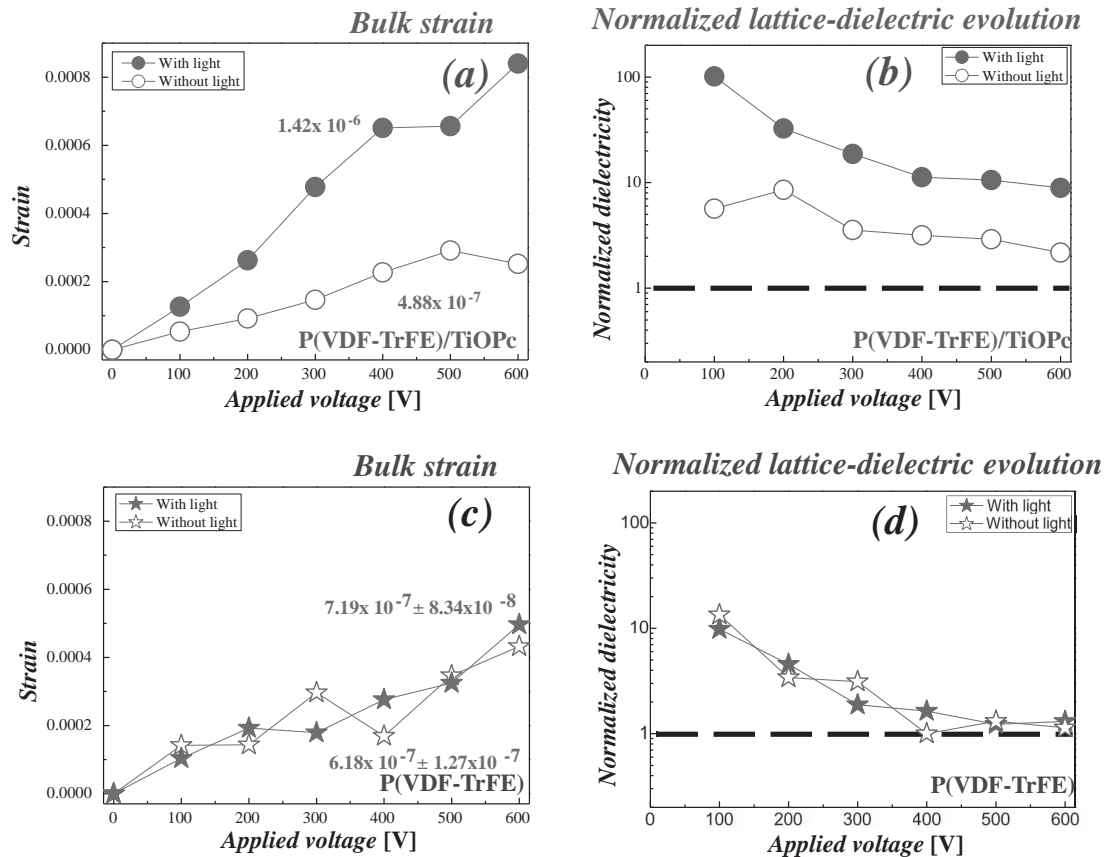 Bulk strain
(a)
With light
Without light
1.42x 10 -6
4.88x 10 -7
P(VDF-TrFE)/TiOPc
0.0008
0.0006
0.0004
0.0002
0.0000
Strain
0 100 200 300 400 500 600
Applied voltage [V]
Normalized lattice-dielectric evolution
(b)
With light
Without light
P(VDF-TrFE)/TiOPc
100
10
1
Normalized dielectricity
0 100 200 300 400 500 600
Applied voltage [V]
Bulk strain
(c)
With light
Without light
7.19x 10 -7 ± 8.34x10 -8
6.18x 10 -7 ± 1.27x10 -7
P(VDF-TrFE)
0.0008
0.0006
0.0004
0.0002
0.0000
Strain
0 100 200 300 400 500 600
Applied voltage [V]
Normalized lattice-dielectric evolution
(d)
With light
Without light
P(VDF-TrFE)
100
10
1
Normalized dielectricity
0 100 200 300 400 500 600
Applied voltage [V]